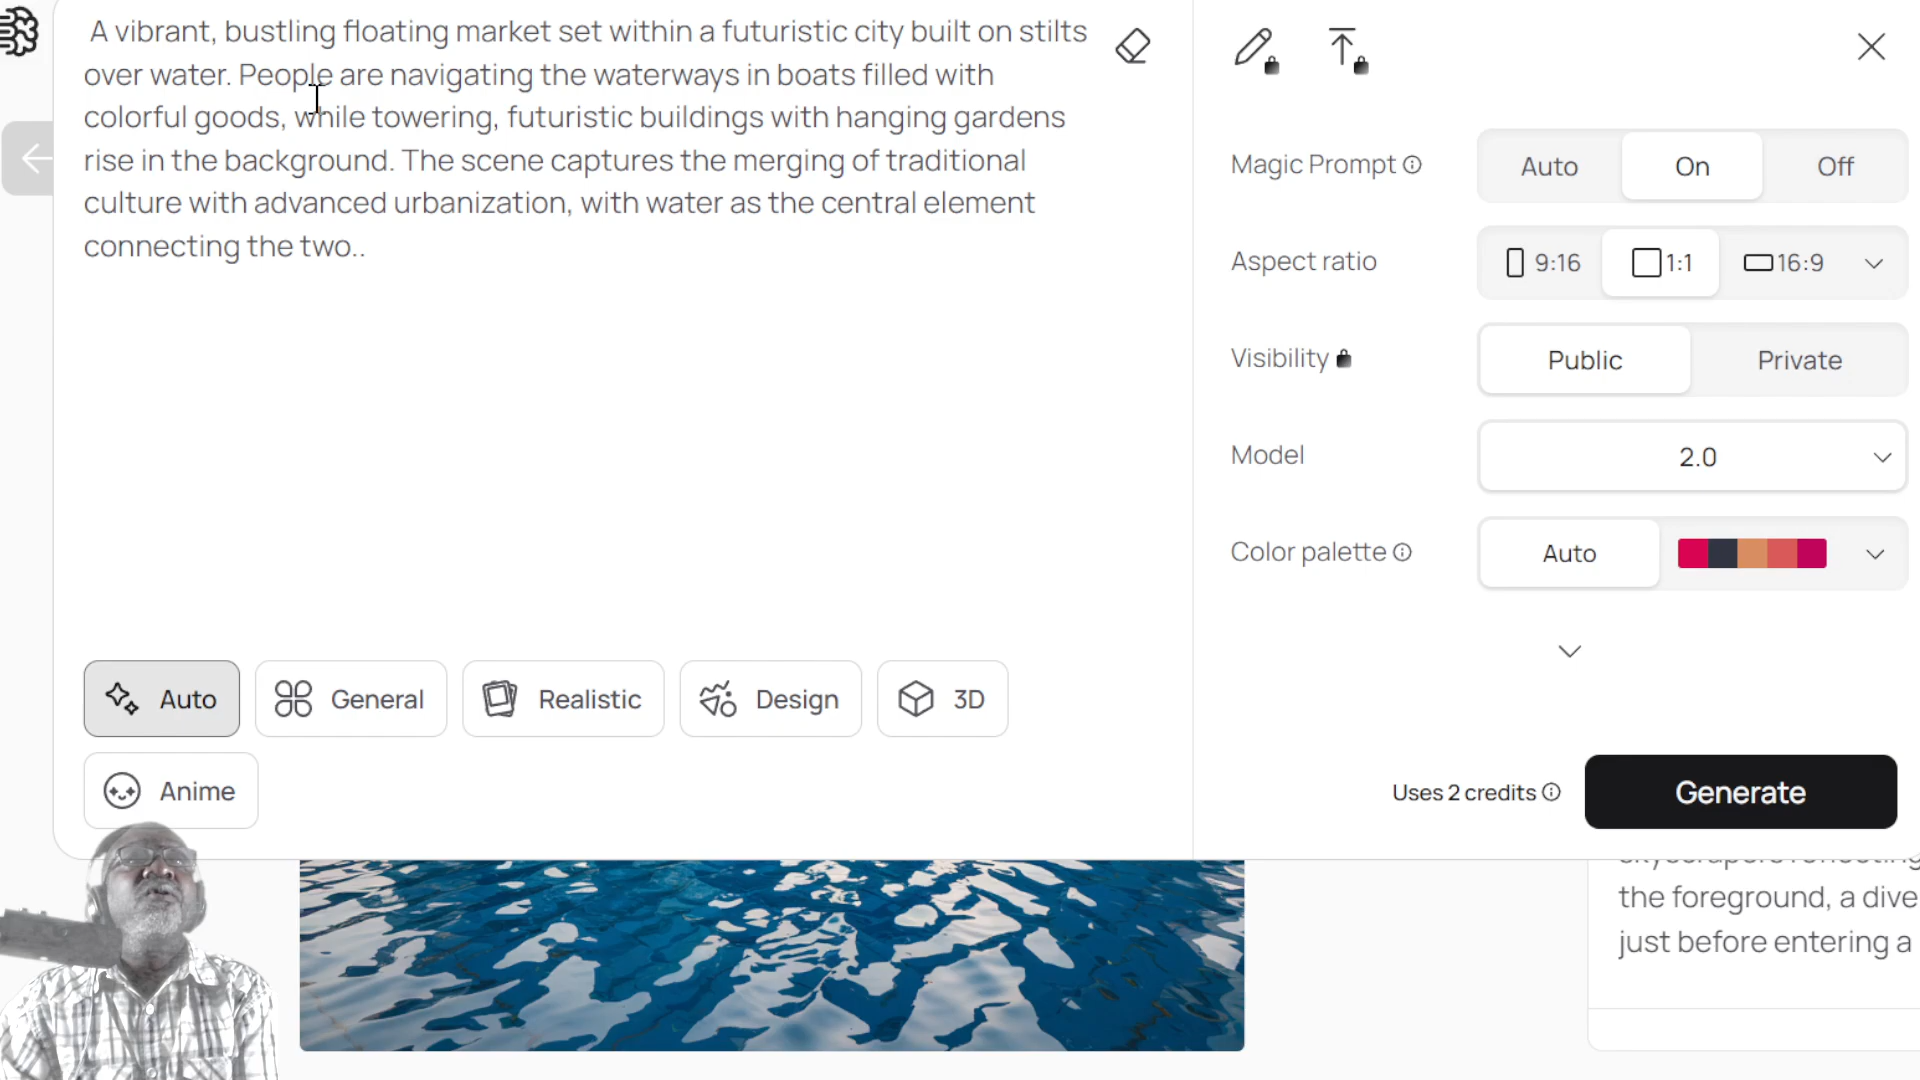 A vibrant, bustling floating market set within a futuristic city built on stilts
over water. People are navigating the waterways in boats filled with
colorful goods, while towering, futuristic buildings with hanging gardens
rise in the background. The scene captures the merging of traditional
culture with advanced urbanization, with water as the central element
connecting the two..
Magic Prompt
Auto
On
Off
Aspect ratio
9:16
1:1
16:9
Visibility
Public
Private
Model
2.0
Color palette
Auto
Auto
General
Realistic
Design
3D
Anime
Uses 2 credits
Generate
the foreground, a dive
just before entering a